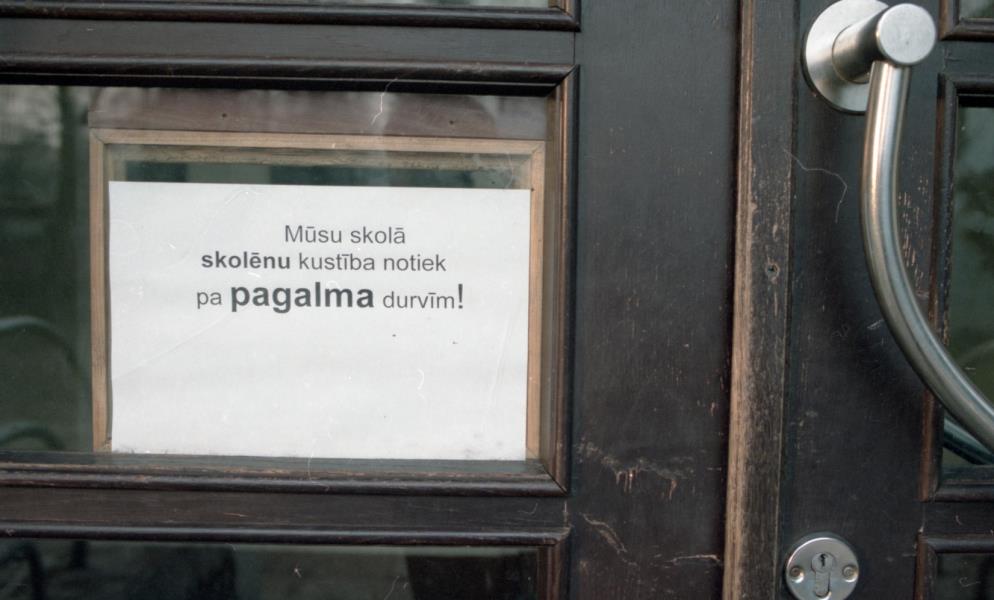 Mūsu skolā
skolēnu kustība notiek
pa pagalma durvīm!